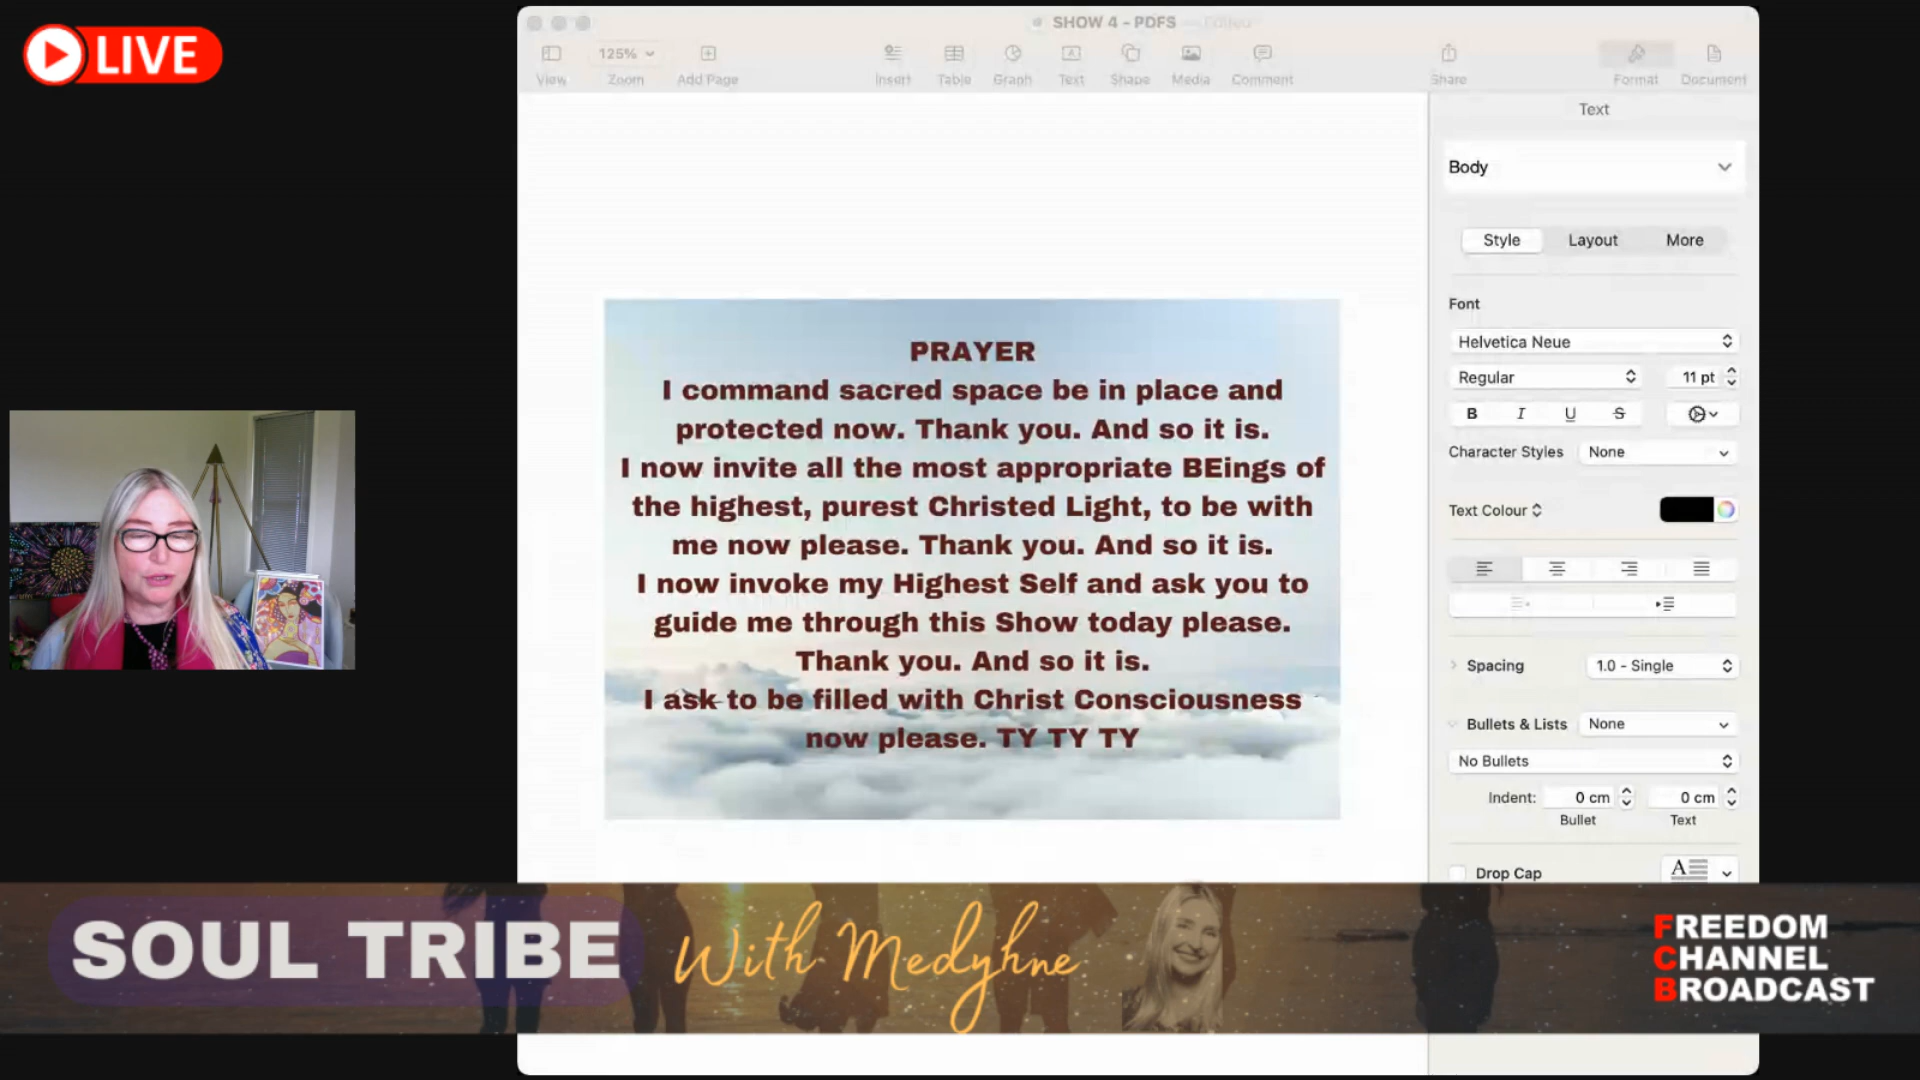 LIVE
SHOW 4 - PDFS — Edited
125%
View
Zoom
Add Page
Insert
Table
Graph
Text
Shape
Media
Comment
Share
Format
Document
Text
Body
Style
Layout
More
Font
Helvetica Neue
Regular
11 pt
B I U S
Character Styles
None
Text Colour
Spacing
1.0 - Single
Bullets & Lists
None
No Bullets
Indent:
0 cm
0 cm
Bullet
Text
Drop Cap
PRAYER
I command sacred space be in place and
protected now. Thank you. And so it is.
I now invite all the most appropriate BEings of
the highest, purest Christed Light, to be with
me now please. Thank you. And so it is.
I now invoke my Highest Self and ask you to
guide me through this Show today please.
Thank you. And so it is.
I ask to be filled with Christ Consciousness
now please. TY TY TY
SOUL TRIBE
With Medyhne
FREEDOM
CHANNEL
BROADCAST